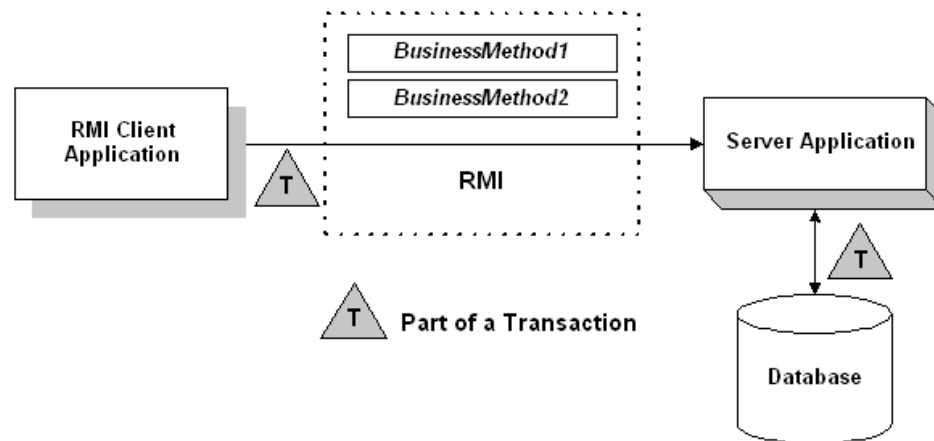 BusinessMethod1
BusinessMethod2
RMI Client
Application
Server Application
T
RMI
T
T
Part of a Transaction
Database